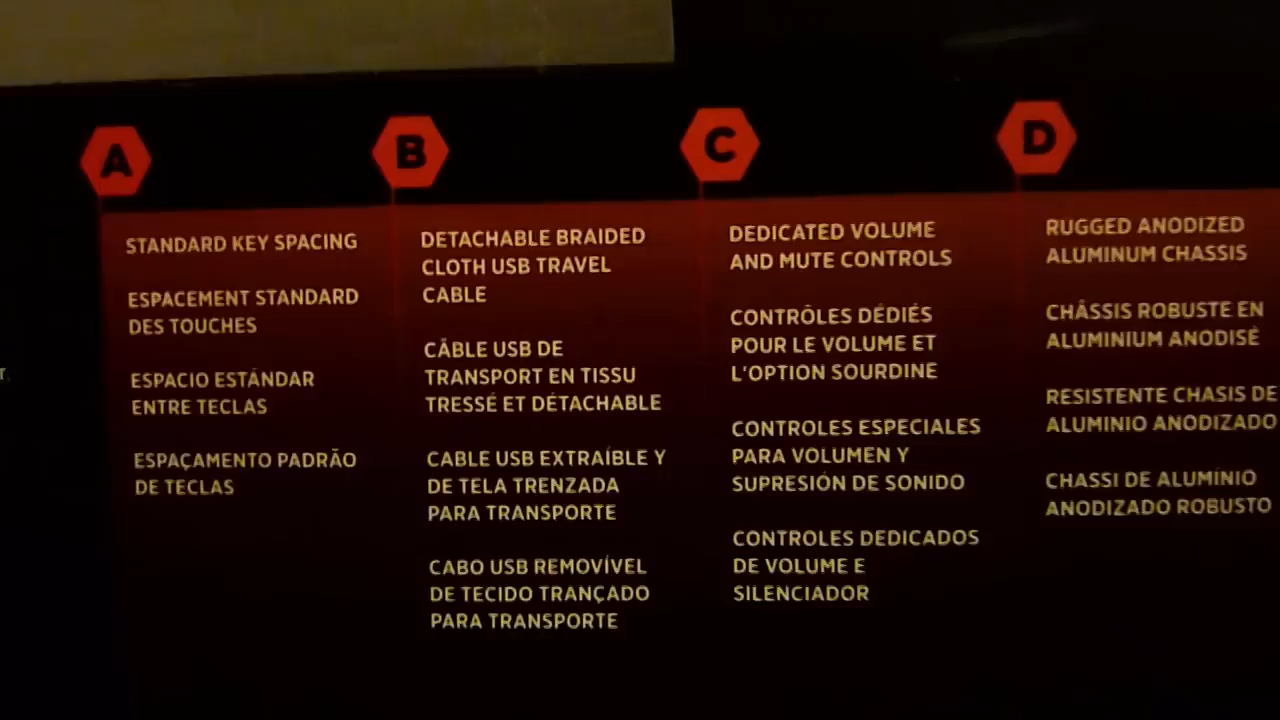 A
STANDARD KEY SPACING
ESPACEMENT STANDARD
DES TOUCHES
ESPACIO ESTÁNDAR
ENTRE TECLAS
ESPAÇAMENTO PADRÃO
DE TECLAS
B
DETACHABLE BRAIDED
CLOTH USB TRAVEL
CABLE
CÂBLE USB DE
TRANSPORT EN TISSU
TRESSÉ ET DÉTACHABLE
CABLE USB EXTRAÍBLE Y
DE TELA TRENZADA
PARA TRANSPORTE
CABO USB REMOVÍVEL
DE TECIDO TRANÇADO
PARA TRANSPORTE
C
DEDICATED VOLUME
AND MUTE CONTROLS
CONTRÔLES DÉDIÉS
POUR LE VOLUME ET
L'OPTION SOURDINE
CONTROLES ESPECIALES
PARA VOLUMEN Y
SUPRESIÓN DE SONIDO
CONTROLES DEDICADOS
DE VOLUME E
SILENCIADOR
D
RUGGED ANODIZED
ALUMINUM CHASSIS
CHÂSSIS ROBUSTE EN
ALUMINIUM ANODISÉ
RESISTENTE CHASIS DE
ALUMINIO ANODIZADO
CHASSI DE ALUMÍNIO
ANODIZADO ROBUSTO